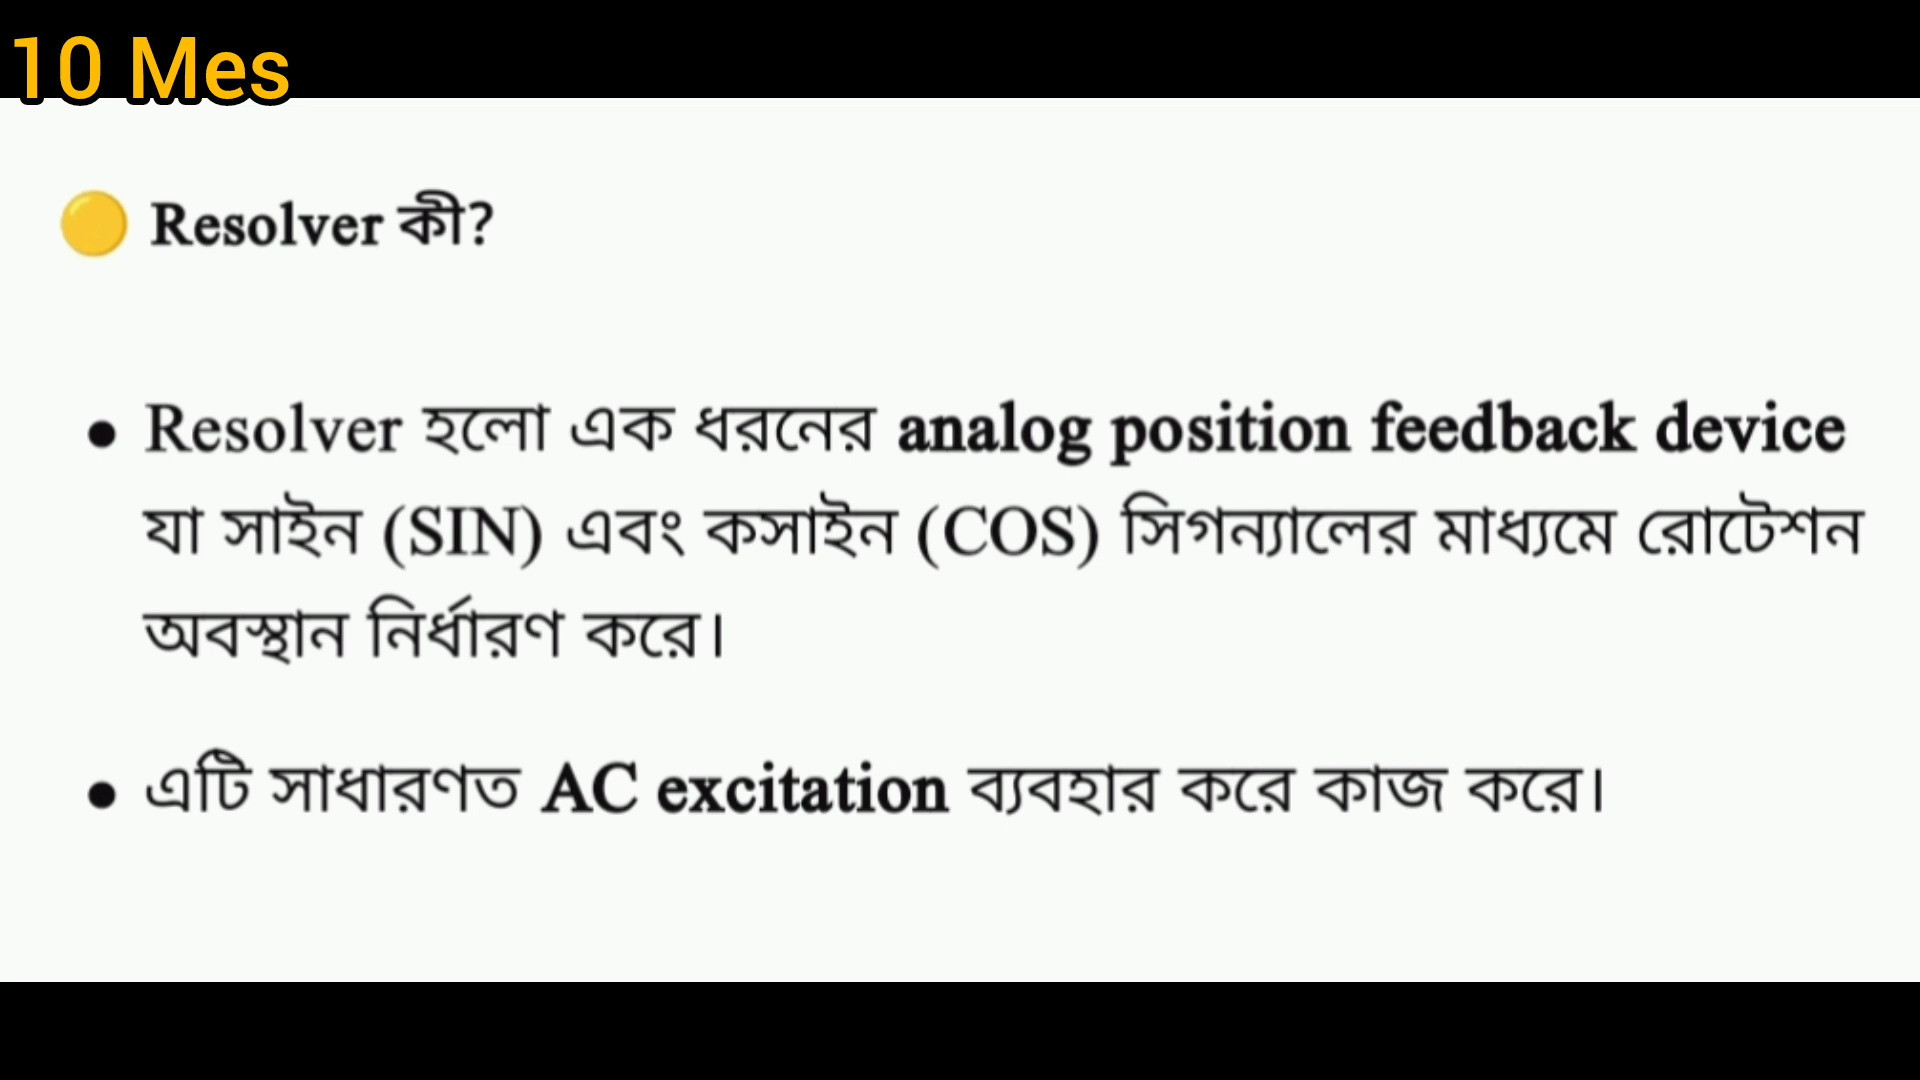 10 Mes
🟡 Resolver কী?
● Resolver হলো এক ধরনের analog position feedback device
যা সাইন (SIN) এবং কসাইন (COS) সিগন্যালের মাধ্যমে রোটেশন
অবস্থান নির্ধারণ করে।
● এটি সাধারণত AC excitation ব্যবহার করে কাজ করে।